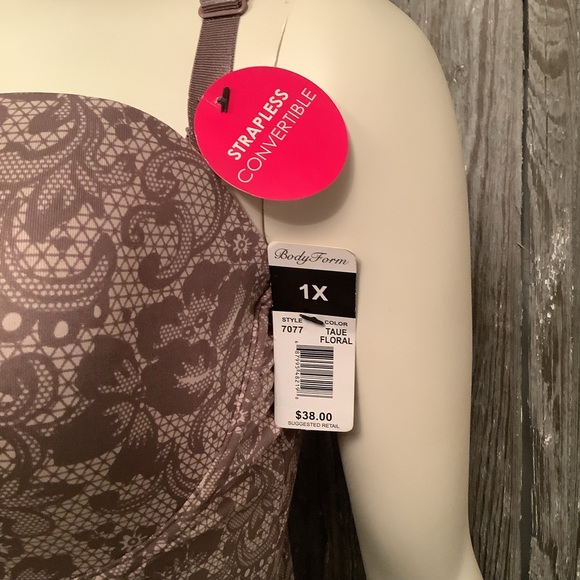 STRAPLESS
CONVERTIBLE
BodyForm
1X
STYLE COLOR
7077 TAUE
FLORAL
$38.00
SUGGESTED RETAIL